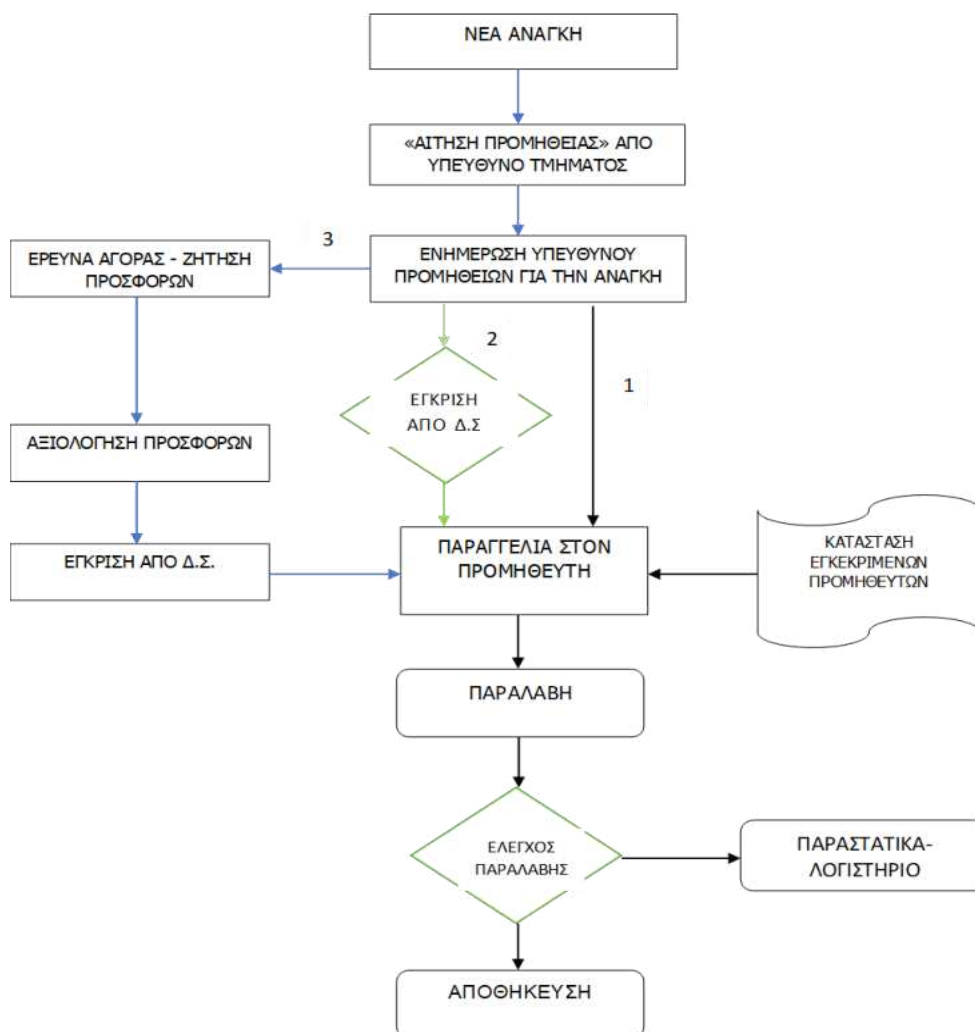 ΝΕΑ ΑΝΑΓΚΗ
«ΑΙΤΗΣΗ ΠΡΟΜΗΘΕΙΑΣ» ΑΠΟ
ΥΠΕΥΘΥΝΟ ΤΜΗΜΑΤΟΣ
3
ΕΡΕΥΝΑ ΑΓΟΡΑΣ - ΖΗΤΗΣΗ
ΠΡΟΣΦΟΡΩΝ
ΕΝΗΜΕΡΩΣΗ ΥΠΕΥΘΥΝΟΥ
ΠΡΟΜΗΘΕΙΩΝ ΓΙΑ ΤΗΝ ΑΝΑΓΚΗ
2
1
ΕΓΚΡΙΣΗ
ΑΠΟ Δ.Σ
ΑΞΙΟΛΟΓΗΣΗ ΠΡΟΣΦΟΡΩΝ
ΕΓΚΡΙΣΗ ΑΠΟ Δ.Σ.
ΠΑΡΑΓΓΕΛΙΑ ΣΤΟΝ
ΠΡΟΜΗΘΕΥΤΗ
ΚΑΤΑΣΤΑΣΗ
ΕΓΚΕΚΡΙΜΕΝΩΝ
ΠΡΟΜΗΘΕΥΤΩΝ
ΠΑΡΑΛΑΒΗ
ΕΛΕΓΧΟΣ
ΠΑΡΑΛΑΒΗΣ
ΠΑΡΑΣΤΑΤΙΚΑ-
ΛΟΓΙΣΤΗΡΙΟ
ΑΠΟΘΗΚΕΥΣΗ